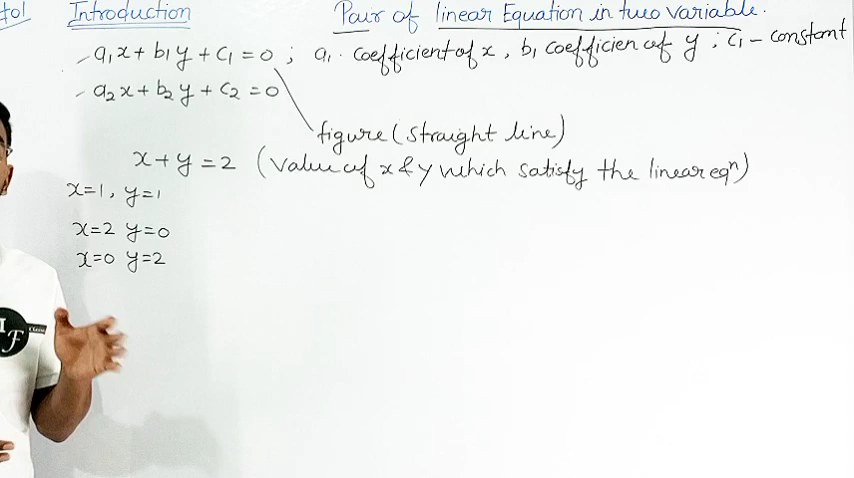 Introduction
Pair of linear Equation in two variable.
a₁x + b₁y + c₁ = 0 ; a₁ . coefficient of x , b₁ coefficien of y ; c₁ - constant
a₂x + b₂y + c₂ = 0
figure (straight line)
x + y = 2 (value of x & y which satisfy the linear eqⁿ)
x=1, y=1
x=2 y=0
x=0 y=2